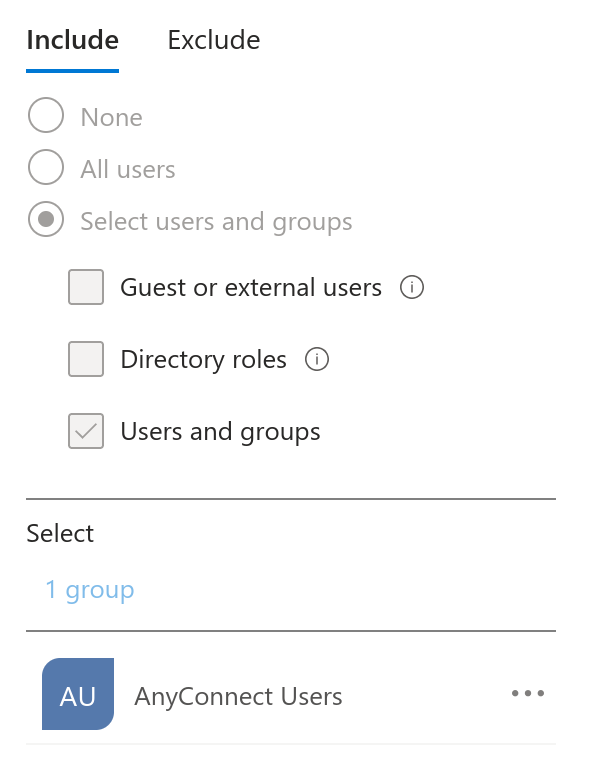 Include Exclude
None
All users
Select users and groups
Guest or external users
Directory roles
Users and groups
Select
1 group
AU AnyConnect Users